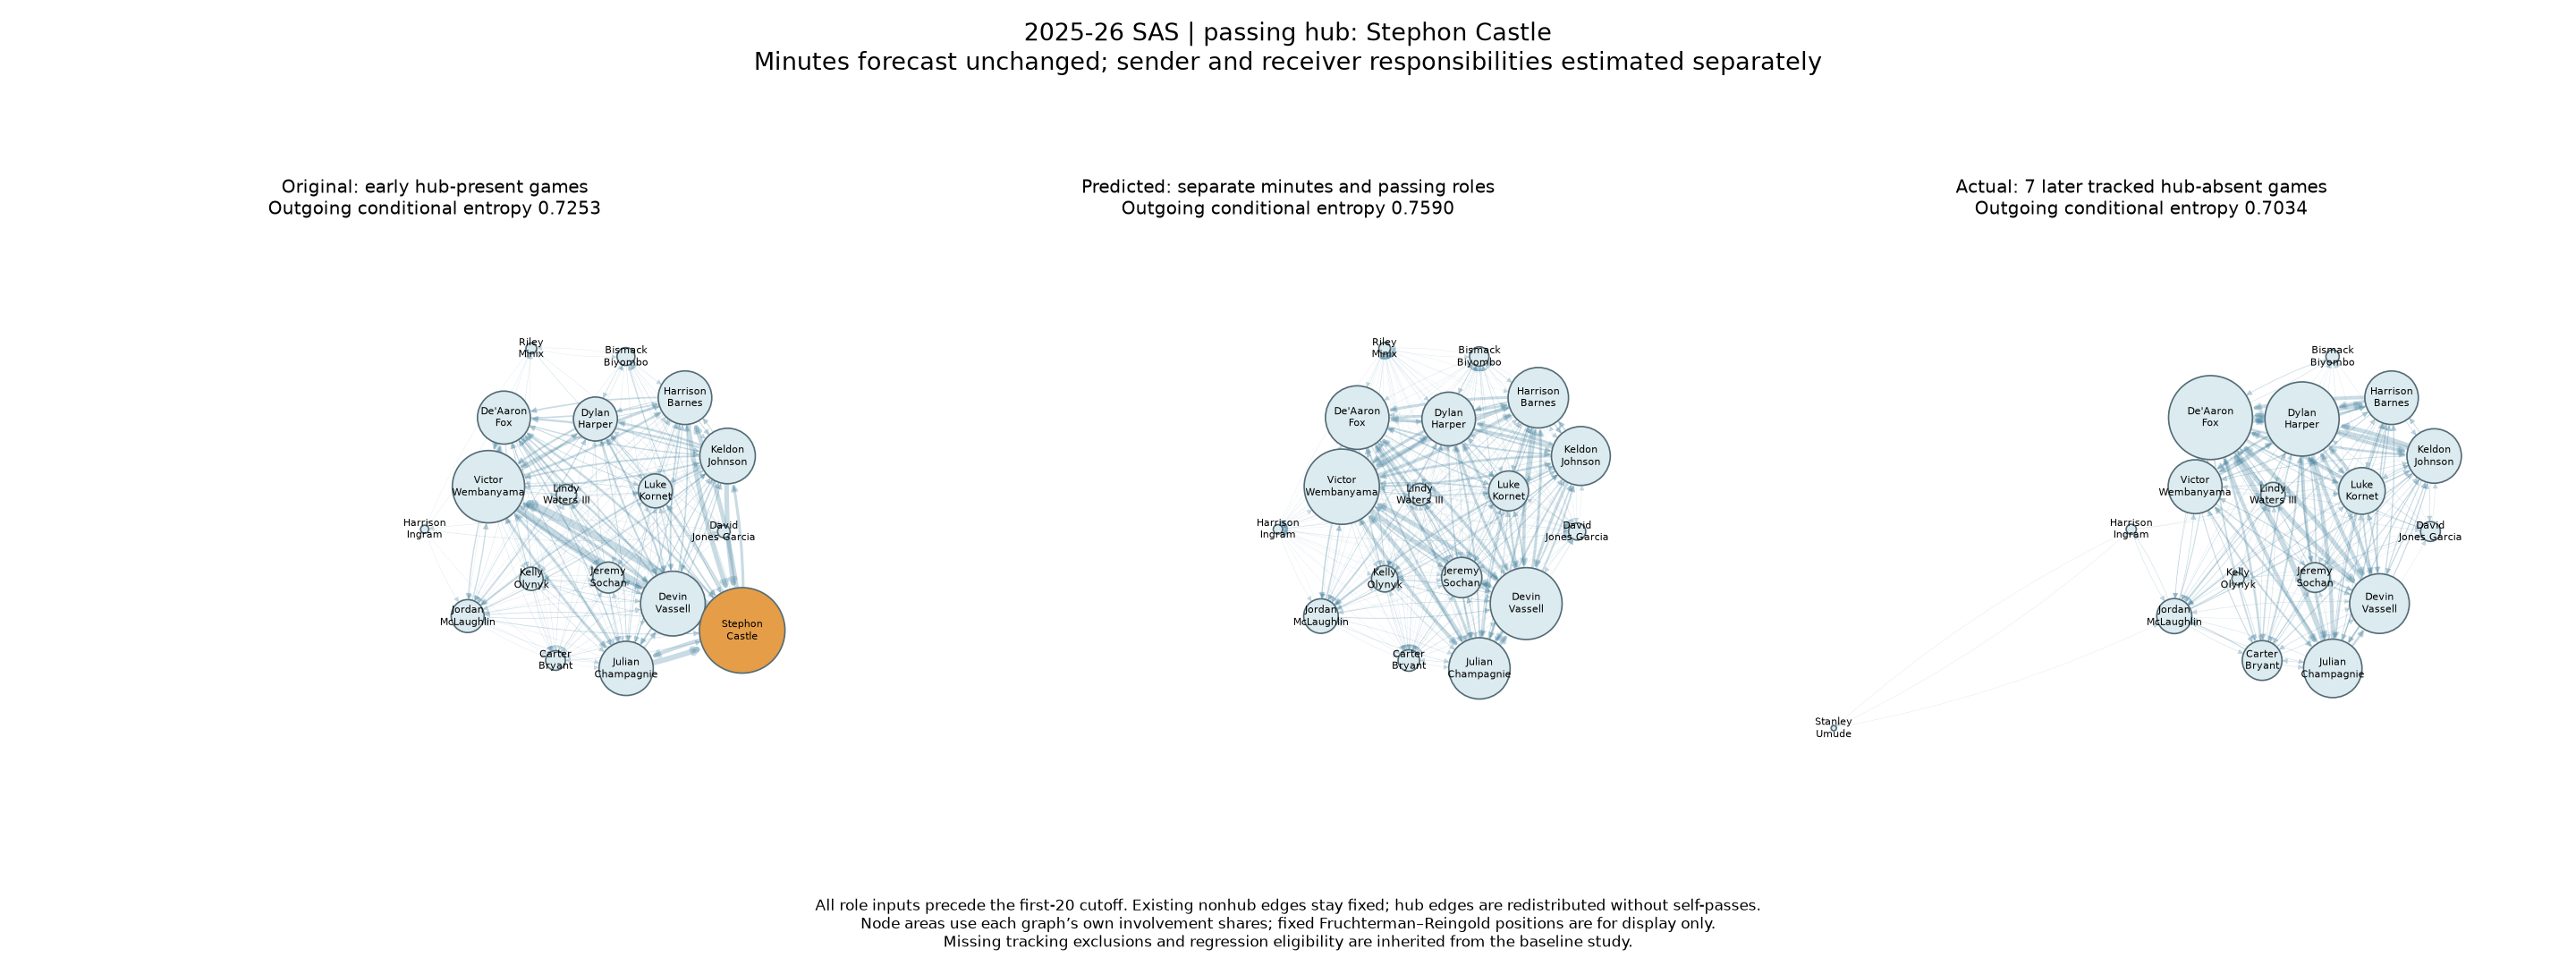 2025-26 SAS | passing hub: Stephon Castle
Minutes forecast unchanged; sender and receiver responsibilities estimated separately
Original: early hub-present games
Outgoing conditional entropy 0.7253
Riley
Minix
Bismack
Biyombo
Harrison
Barnes
De'Aaron
Fox
Dylan
Harper
Keldon
Johnson
Victor
Wembanyama
Lindy
Waters III
Luke
Kornet
Harrison
Ingram
David
Jones Garcia
Kelly
Olynyk
Jeremy
Sochan
Devin
Vassell
Jordan
McLaughlin
Stephon
Castle
Carter
Bryant
Julian
Champagnie
Predicted: separate minutes and passing roles
Outgoing conditional entropy 0.7590
Riley
Minix
Bismack
Biyombo
Harrison
Barnes
De'Aaron
Fox
Dylan
Harper
Keldon
Johnson
Victor
Wembanyama
Lindy
Waters III
Luke
Kornet
Harrison
Ingram
David
Jones Garcia
Kelly
Olynyk
Jeremy
Sochan
Devin
Vassell
Jordan
McLaughlin
Carter
Bryant
Julian
Champagnie
Actual: 7 later tracked hub-absent games
Outgoing conditional entropy 0.7034
Bismack
Biyombo
Harrison
Barnes
De'Aaron
Fox
Dylan
Harper
Keldon
Johnson
Victor
Wembanyama
Lindy
Waters III
Luke
Kornet
Harrison
Ingram
David
Jones Garcia
Kelly
Olynyk
Jeremy
Sochan
Devin
Vassell
Jordan
McLaughlin
Carter
Bryant
Julian
Champagnie
Stanley
Umude
All role inputs precede the first-20 cutoff. Existing nonhub edges stay fixed; hub edges are redistributed without self-passes.
Node areas use each graph’s own involvement shares; fixed Fruchterman–Reingold positions are for display only.
Missing tracking exclusions and regression eligibility are inherited from the baseline study.